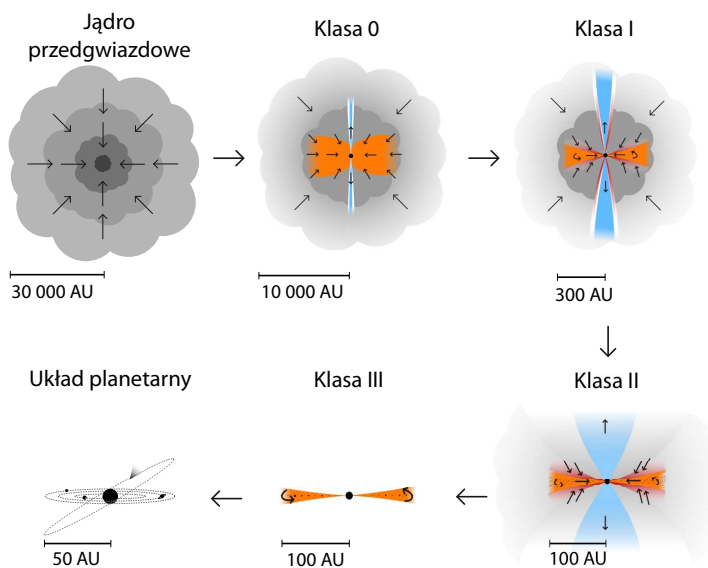 Jądro
przedgwiazdowe
Klasa 0
Klasa I
30 000 AU
10 000 AU
300 AU
Układ planetarny
Klasa III
Klasa II
50 AU
100 AU
100 AU